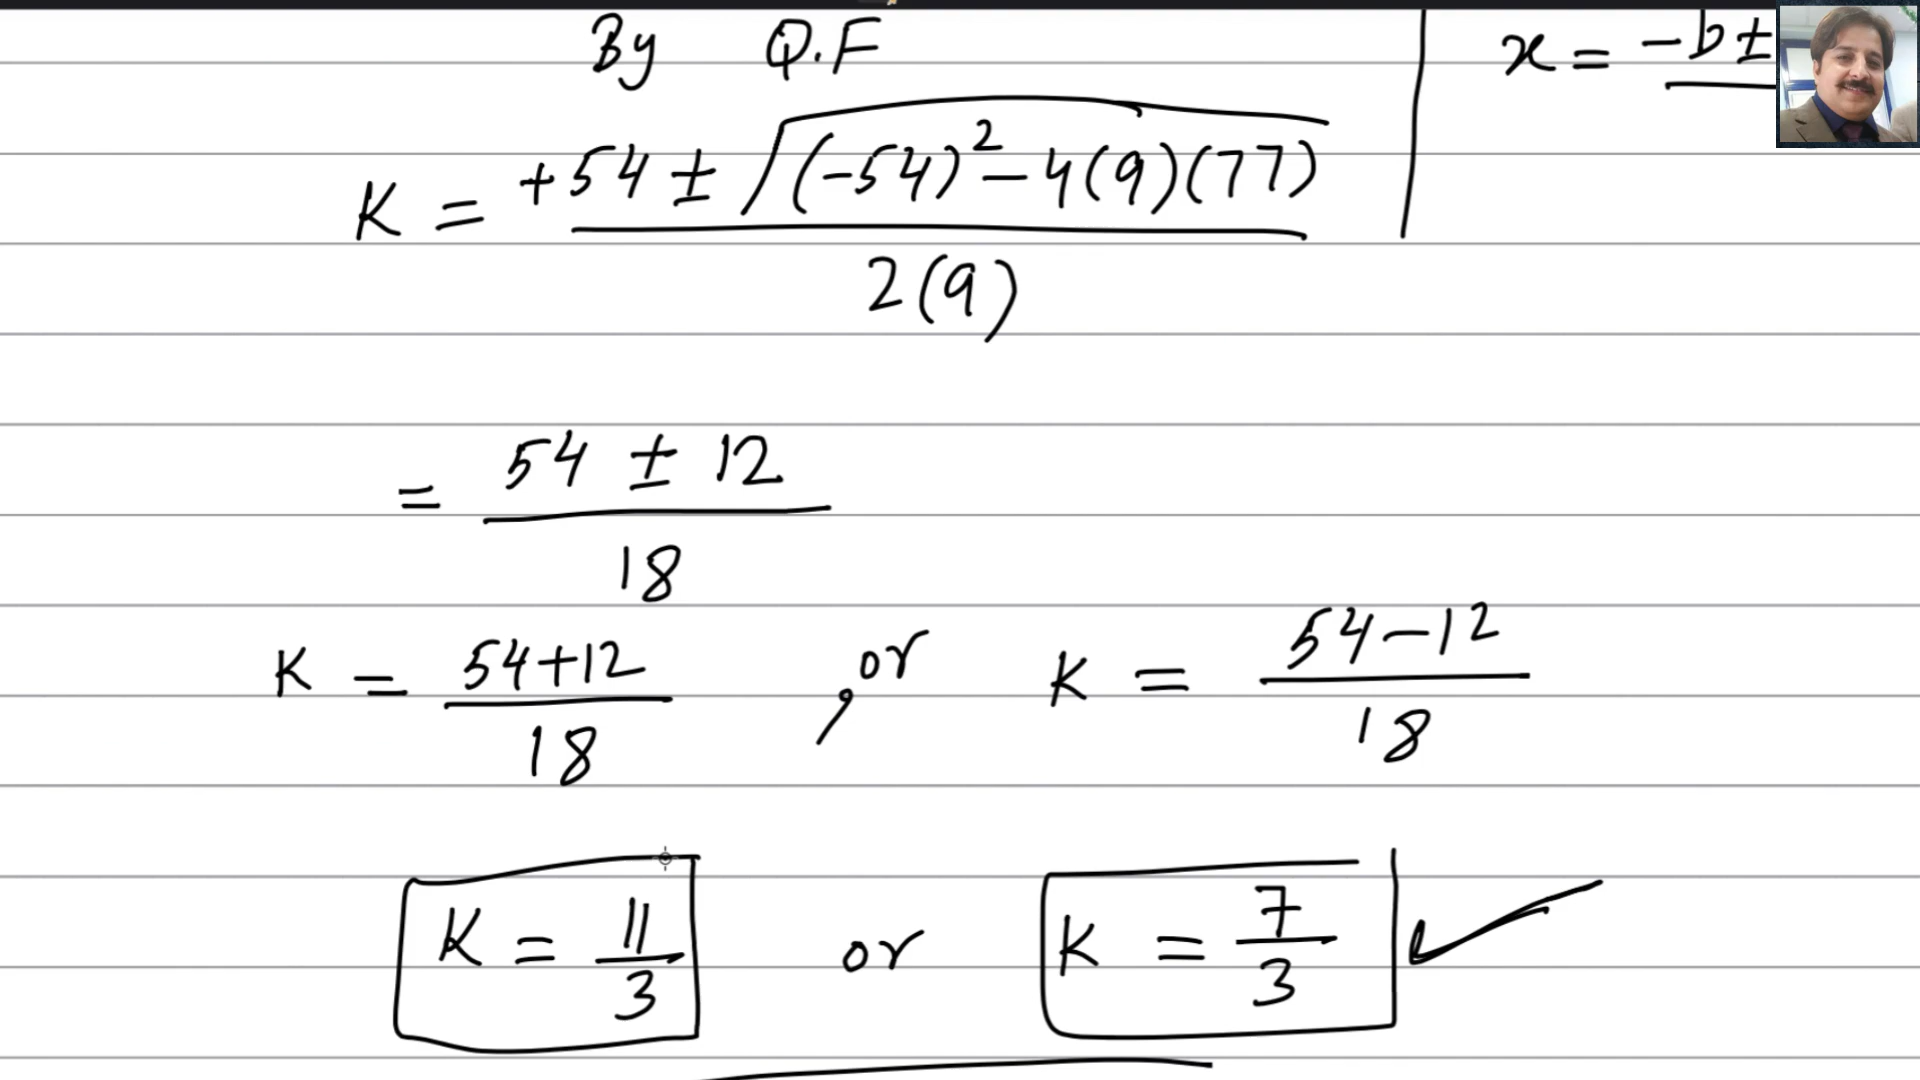 By Q.F
x = -b±
K = +54 ± √((-54)² - 4(9)(77)) / 2(9)
= 54 ± 12 / 18
K = 54+12 / 18 , or K = 54-12 / 18
K = 11/3 or K = 7/3 ✓